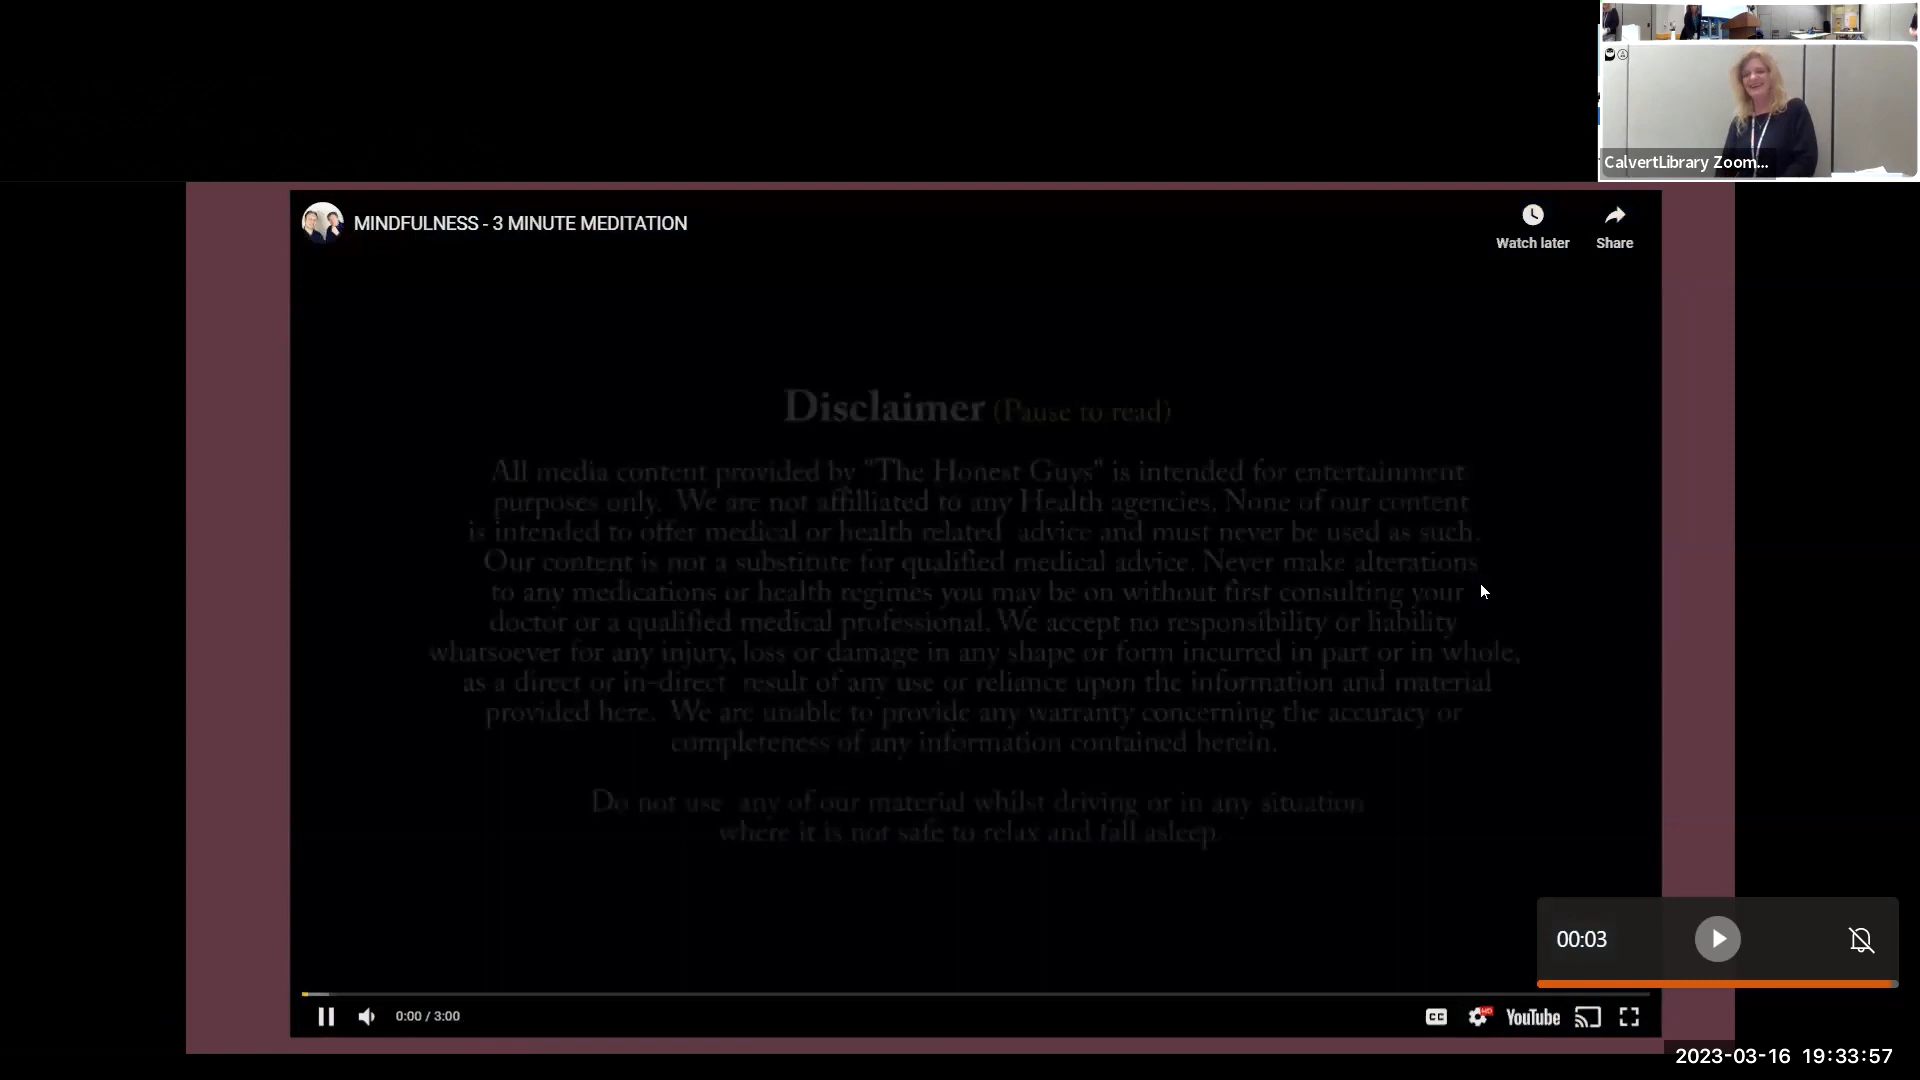 CalvertLibrary Zoom...
MINDFULNESS - 3 MINUTE MEDITATION
Watch later
Share
Disclaimer (Pause to read)
All media content provided by "The Honest Guys" is intended for entertainment
purposes only. We are not affilliated to any Health agencies. None of our content
is intended to offer medical or health related advice and must never be used as such.
Our content is not a substitute for qualified medical advice. Never make alterations
to any medications or health regimes you may be on without first consulting your
doctor or a qualified medical professional. We accept no responsibility or liability
whatsoever for any injury, loss or damage in any shape or form incurred in part or in whole,
as a direct or in-direct result of any use or reliance upon the information and material
provided here. We are unable to provide any warranty concerning the accuracy or
completeness of any information contained herein.
Do not use any of our material whilst driving or in any situation
where it is not safe to relax and fall asleep.
00:03
0:00 / 3:00
CC
HD
YouTube
2023-03-16 19:33:57